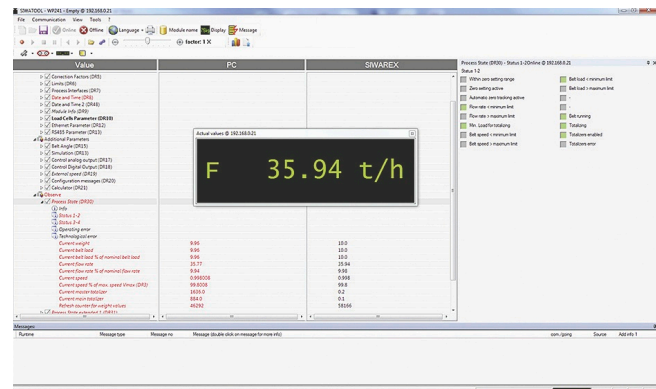 SIWATOOL - WP241 - Empty @ 192.168.0.21
File Communication View Tools ?
Online Offline Language Module name Display Message
factor: 1 X
Value PC SIWAREX
Correction Factors (DR5)
Limits (DR6)
Process Interfaces (DR7)
Date and Time (DR8)
Date and Time 2 (DR48)
Module Info (DR9)
Load Cells Parameter (DR10)
Ethernet Parameter (DR12)
RS485 Parameter (DR13)
Additional Parameters
Belt Angle (DR15)
Simulation (DR16)
Control analog output (DR17)
Control Digital Output (DR18)
External speed (DR19)
Configuration messages (DR20)
Calculator (DR21)
Observe
Process State (DR30)
Info
Status 1-2
Status 3-4
Operating error
Technological error
Current weight 9.96 10.0
Current belt load 9.96 10.0
Current belt load % of nominal belt load 9.96 10.0
Current flow rate 35.77 35.94
Current flow rate % of nominal flow rate 9.94 9.98
Current speed 0.998008 0.998
Current speed % of max. speed Vmax (DR3) 99.8008 99.8
Current master totalizer 1635.0 0.2
Current main totalizer 884.0 0.1
Refresh counter for weight values 46292 58166
Process State extended 1 (DR31)
Actual values @ 192.168.0.21
F 35.94 t/h
Process State (DR30) - Status 1-2Online @ 192.168.0.21
Status 1-2
Within zero setting range Belt load < minimum limit
Zero setting active Belt load > maximum limit
Automatic zero tracking active -
Flow rate < minimum limit -
Flow rate > maximum limit Belt running
Min. Load for totalizing Totalizing
Belt speed < minimum limit Totalizers enabled
Belt speed > maximum limit Totalizers error
Messages
Runtime Message type Message no. Message (double click on message for more info) com./going Source Add info 1